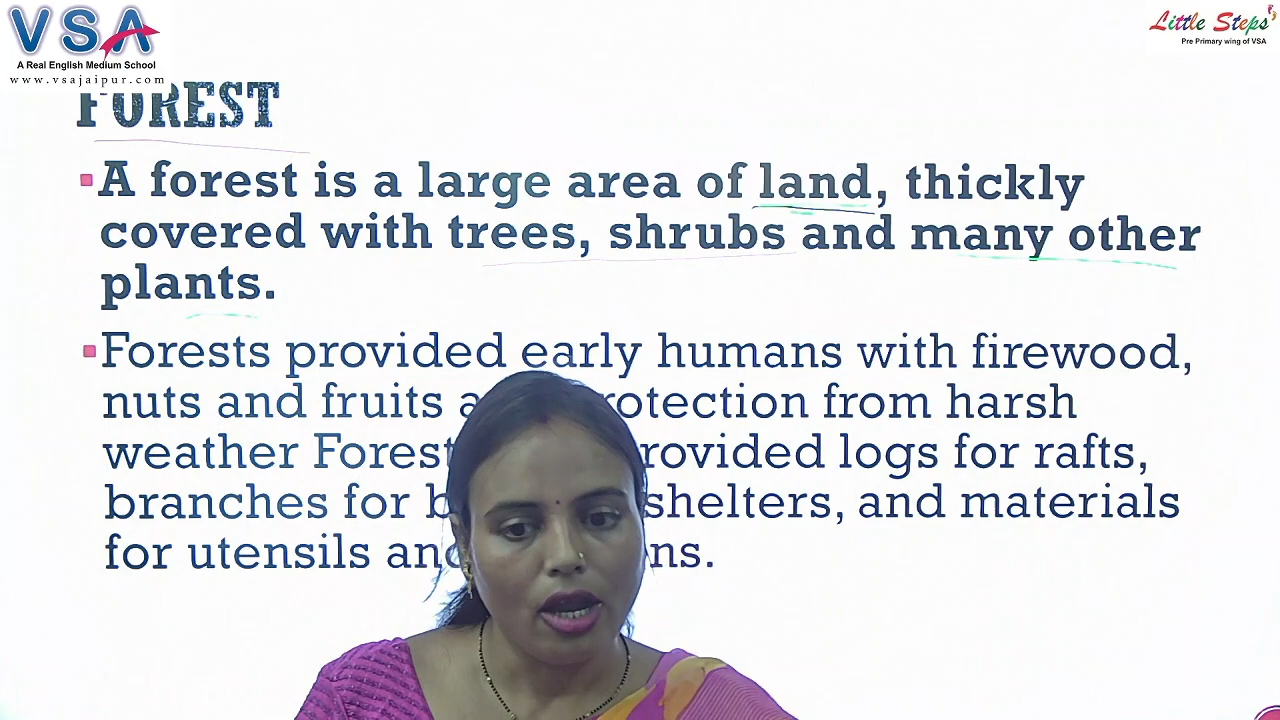 VSA
A Real English Medium School
www.vsajaipur.com
Little Steps
Pre Primary wing of VSA
FOREST
A forest is a large area of land, thickly
covered with trees, shrubs and many other
plants.
Forests provided early humans with firewood,
nuts and fruits rotection from harsh
weather Forest rovided logs for rafts,
branches for shelters, and materials
for utensils ns.